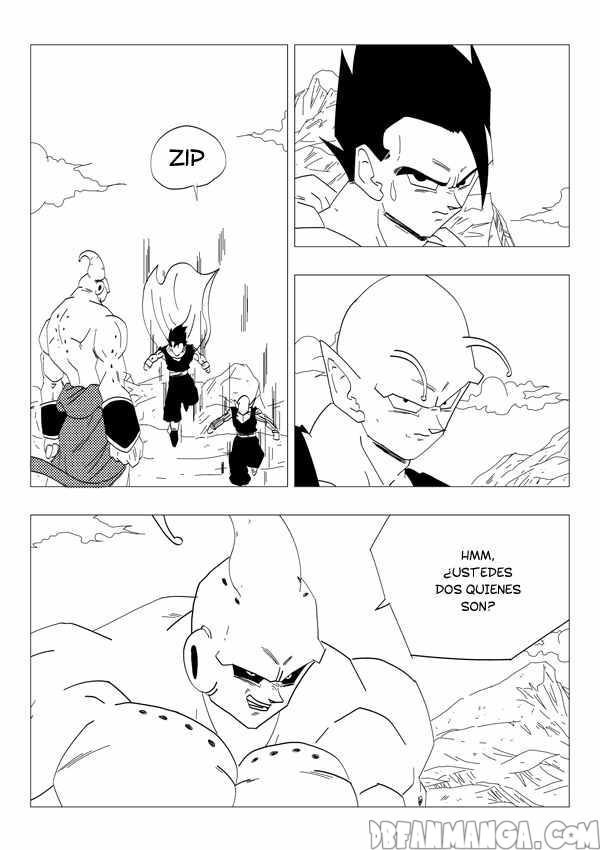 ZIP
HMM,
¿USTEDES
DOS QUIENES
SON?
DBFANMANGA.COM